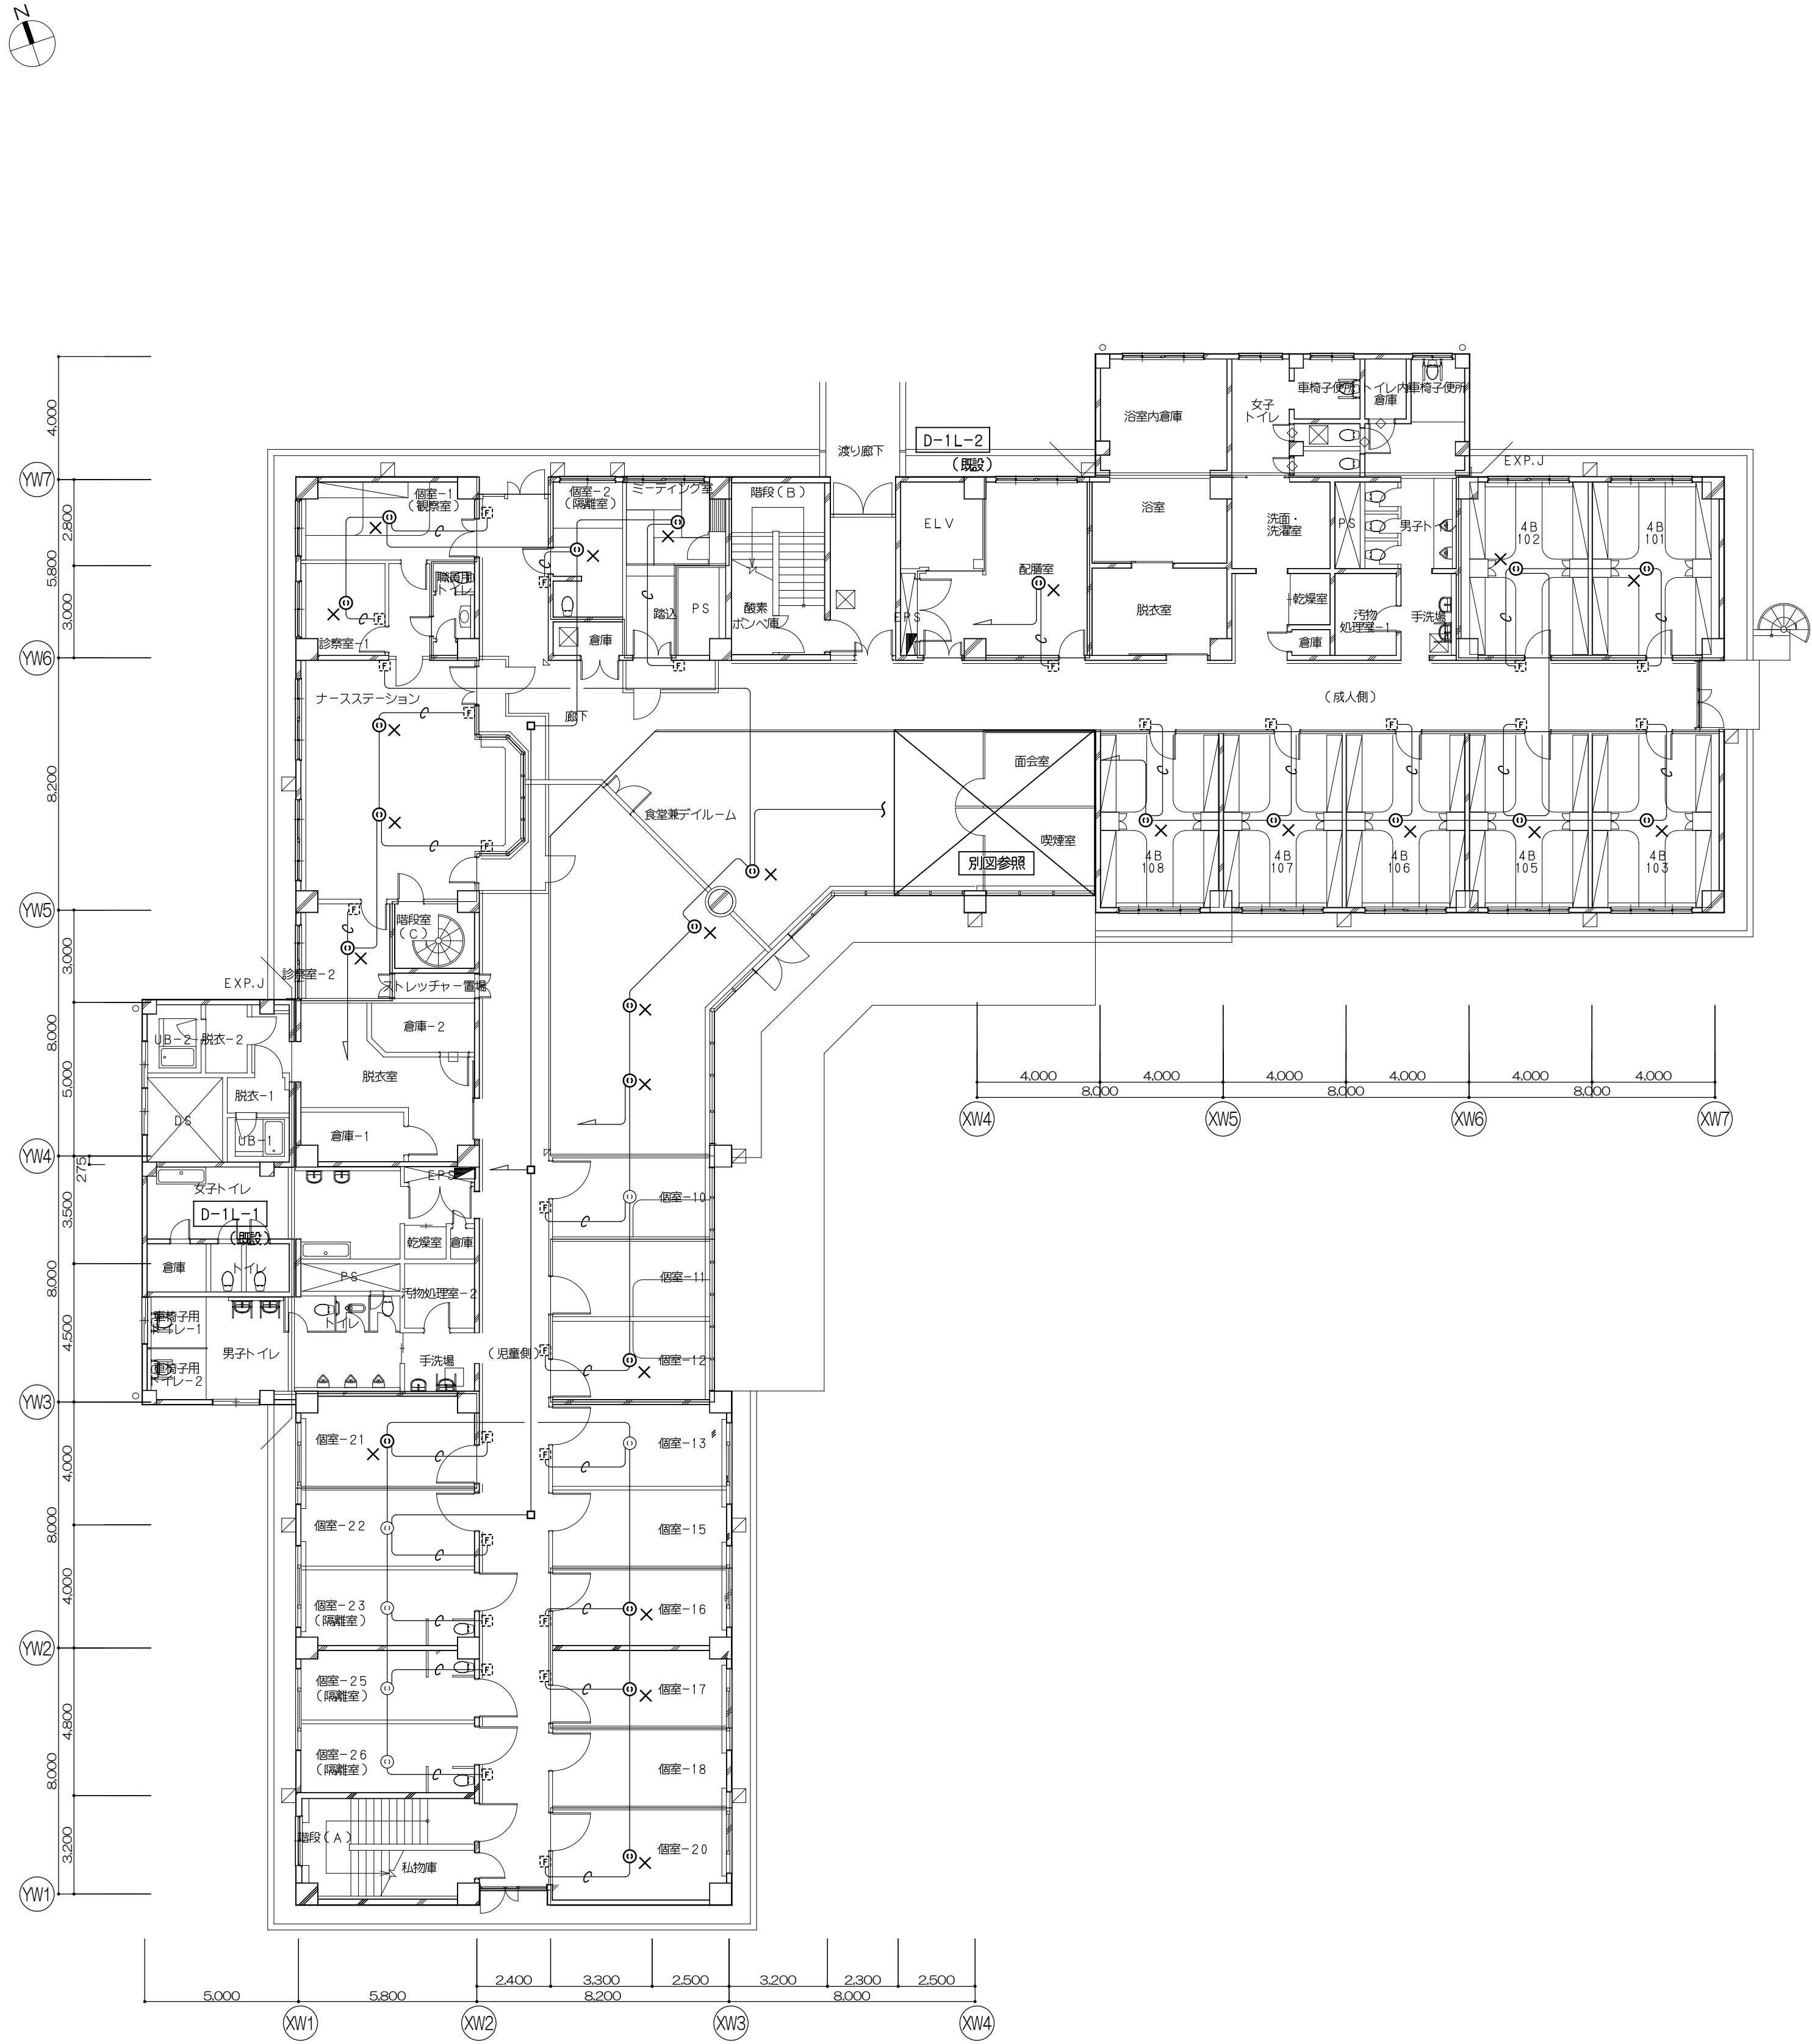 N
4,000
D-1L-2
(既設)
渡り廊下
浴室内倉庫
女子
トイレ
車椅子便所
トイレ内
倉庫
車椅子便所
EXP.J
YW7
個室-1
(観察室)
個室-2
(隔離室)
ミーティング室
階段(B)
ELV
浴室
洗面・
洗濯室
PS
男子トイレ
4B
102
4B
101
2,800
5,800
3,000
職員用
トイレ
診察室-1
倉庫
踏込
PS
酸素
ボンベ庫
EPS
配膳室
脱衣室
乾燥室
倉庫
汚物
処理室-1
手洗場
YW6
ナースステーション
廊下
(成人側)
8,200
食堂兼デイルーム
面会室
喫煙室
別図参照
4B
108
4B
107
4B
106
4B
105
4B
103
YW5
階段室
(C)
診察室-2
ストレッチャー置場
EXP.J
3,000
8,000
5,000
UB-2
脱衣-2
倉庫-2
脱衣室
脱衣-1
DS
UB-1
倉庫-1
4,000
4,000
4,000
4,000
4,000
4,000
8,000
8,000
8,000
XW4
XW5
XW6
XW7
YW4
275
女子トイレ
D-1L-1
(既設)
EPS
個室-10
3,500
8,000
4,500
倉庫
トイレ
乾燥室
倉庫
PS
汚物処理室-2
個室-11
車椅子用
トイレ-1
男子トイレ
トイレ
車椅子用
トイレ-2
手洗場
(児童側)
個室-12
YW3
個室-21
個室-13
4,000
8,000
4,000
個室-22
個室-15
個室-23
(隔離室)
個室-16
YW2
個室-25
(隔離室)
個室-17
4,800
8,000
3,200
個室-26
(隔離室)
個室-18
階段(A)
私物庫
個室-20
YW1
2,400
3,300
2,500
3,200
2,300
2,500
5,000
5,800
8,200
8,000
XW1
XW2
XW3
XW4